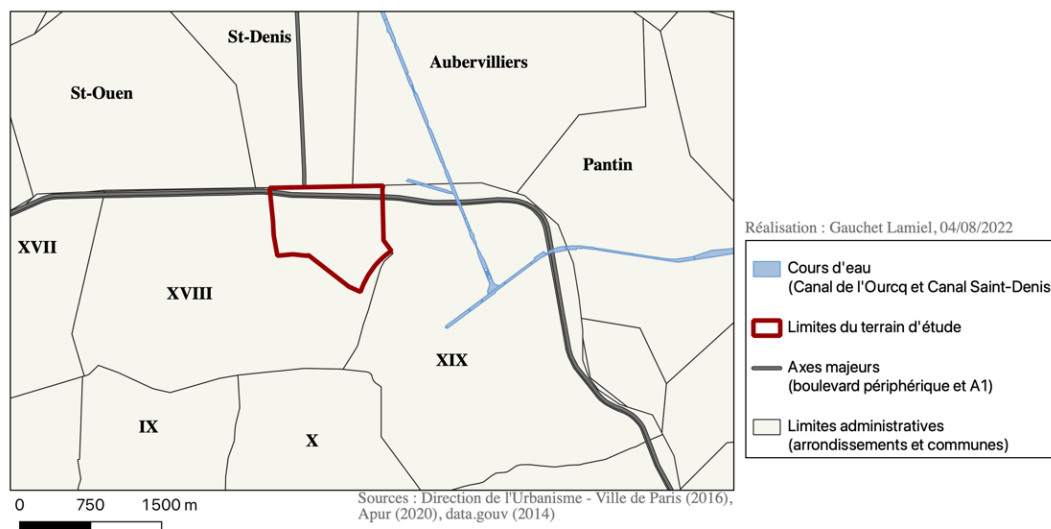 St-Denis
Aubervilliers
St-Ouen
Pantin
XVII
XVIII
XIX
IX
X
Réalisation : Gauchet Lamiel, 04/08/2022
Cours d'eau
(Canal de l'Ourcq et Canal Saint-Denis
Limites du terrain d'étude
Axes majeurs
(boulevard périphérique et A1)
Limites administratives
(arrondissements et communes)
0 750 1500 m
Sources : Direction de l'Urbanisme - Ville de Paris (2016),
Apur (2020), data.gouv (2014)